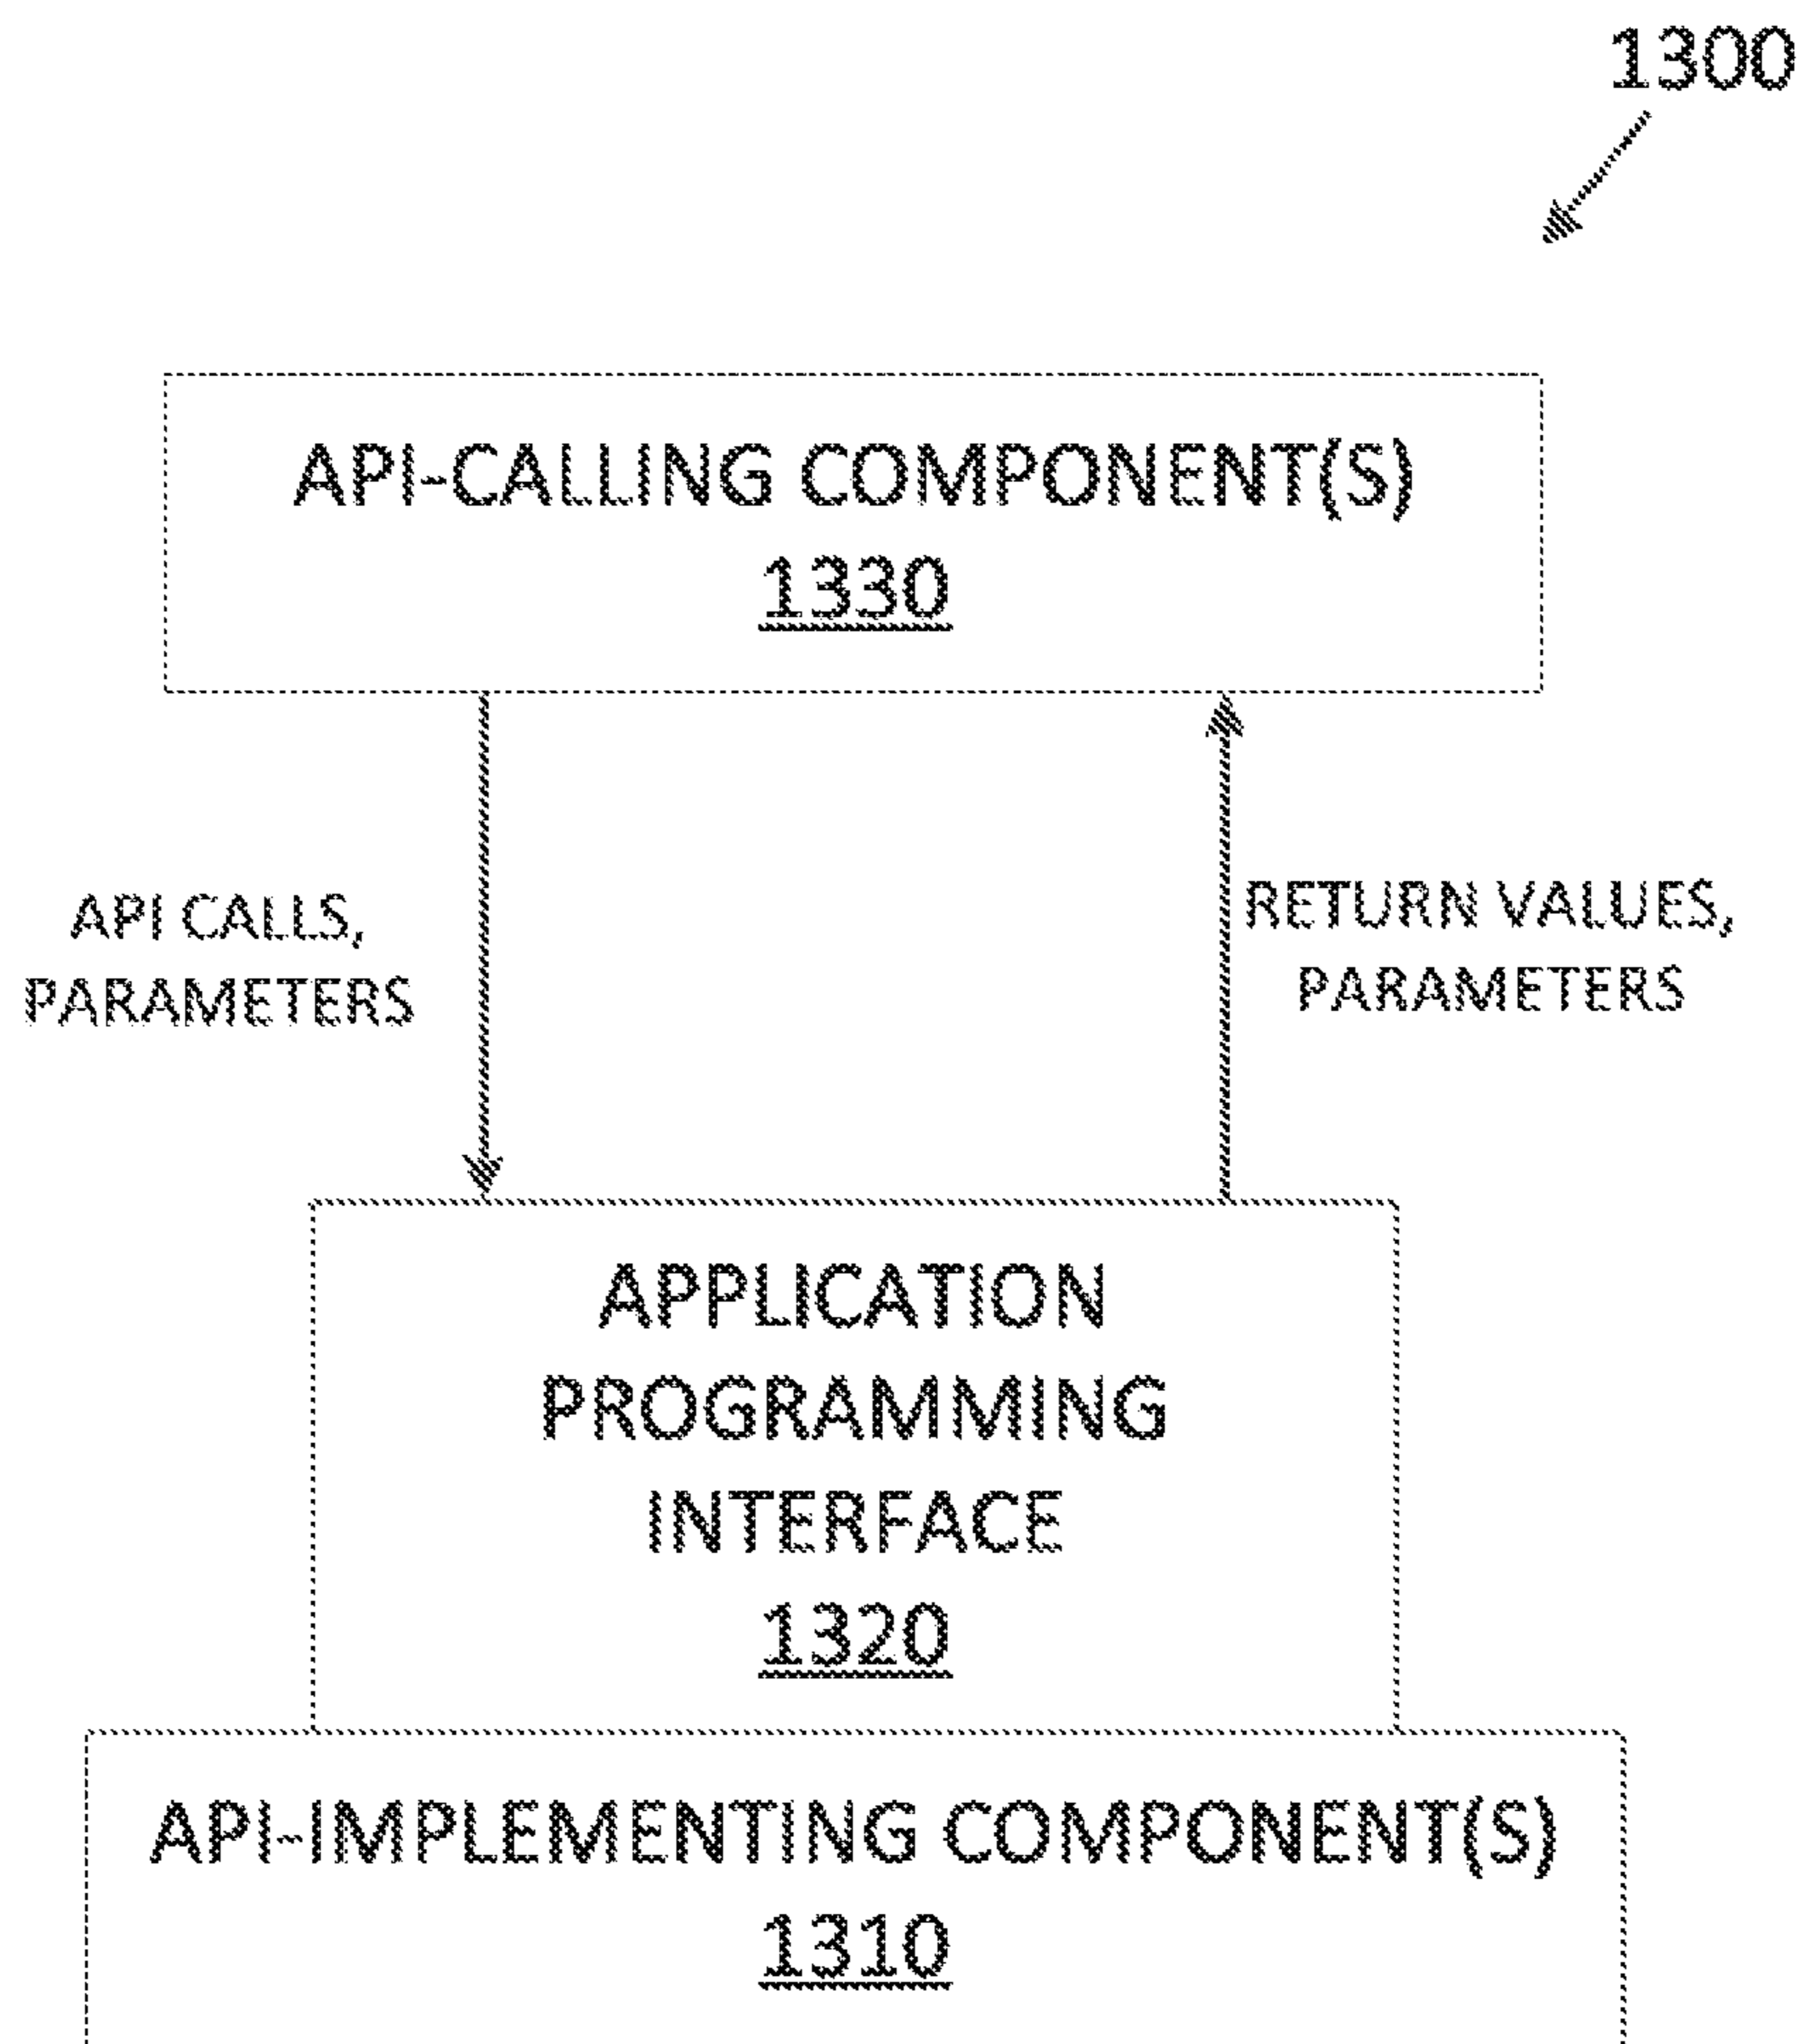 1300
API-CALLING COMPONENT(S)
1330
API CALLS,
PARAMETERS
RETURN VALUES,
PARAMETERS
APPLICATION
PROGRAMMING
INTERFACE
1320
API-IMPLEMENTING COMPONENT(S)
1310